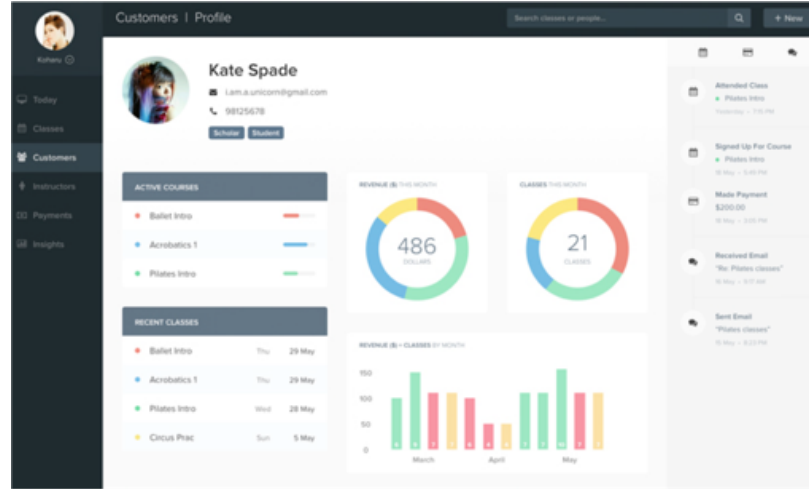 Customers | Profile
Search classes or people...
+ New
Koharu
Today
Classes
Customers
Instructors
Payments
Insights
Kate Spade
i.am.a.unicorn@gmail.com
98125678
Scholar Student
ACTIVE COURSES
Ballet Intro
Acrobatics 1
Pilates Intro
REVENUE ($) THIS MONTH
486
DOLLARS
CLASSES THIS MONTH
21
CLASSES
RECENT CLASSES
Ballet Intro Thu 29 May
Acrobatics 1 Thu 29 May
Pilates Intro Wed 28 May
Circus Prac Sun 5 May
REVENUE ($) + CLASSES BY MONTH
150
100
50
0
March April May
Attended Class
Pilates Intro
Yesterday
Signed Up For Course
Pilates Intro
Made Payment
$200.00
Received Email
"Re: Pilates classes"
Sent Email
"Pilates classes"